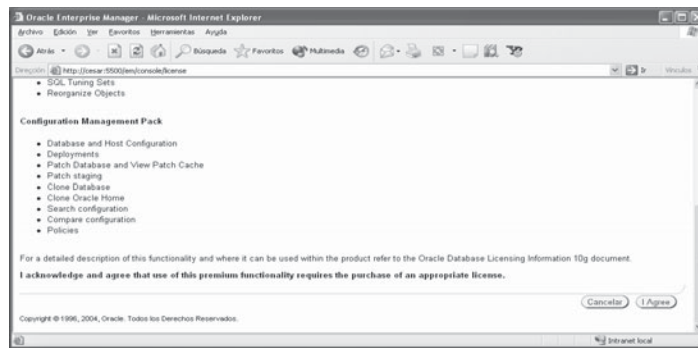 Oracle Enterprise Manager - Microsoft Internet Explorer
Archivo Edición Ver Favoritos Herramientas Ayuda
Atrás Búsqueda Favoritos Multimedia
Dirección http://cesar:5500/em/console/license Ir Vínculos
SQL Tuning Sets
Reorganize Objects
Configuration Management Pack
Database and Host Configuration
Deployments
Patch Database and View Patch Cache
Patch staging
Clone Database
Clone Oracle Home
Search configuration
Compare configuration
Policies
For a detailed description of this functionality and where it can be used within the product refer to the Oracle Database Licensing Information 10g document.
I acknowledge and agree that use of this premium functionality requires the purchase of an appropriate license.
Cancelar I Agree
Copyright © 1996, 2004, Oracle. Todos los Derechos Reservados.
Intranet local